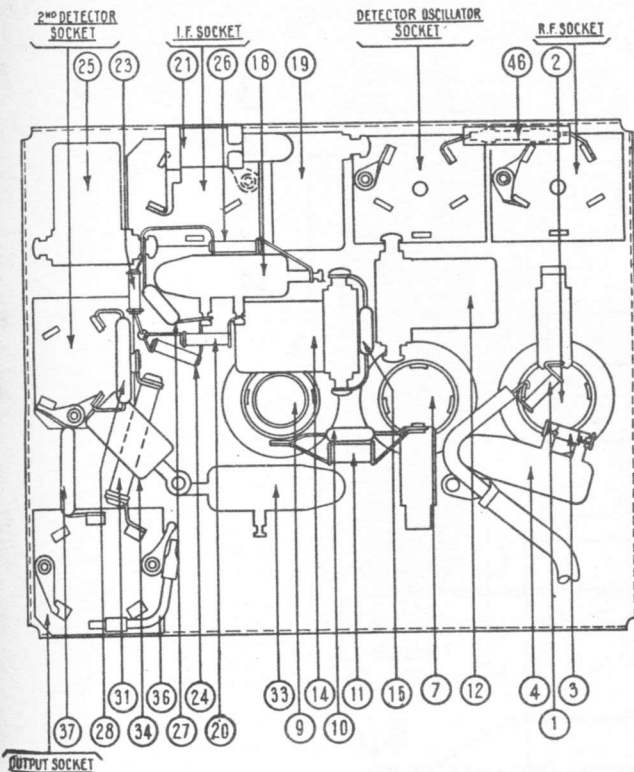 2ND DETECTOR
SOCKET
I.F. SOCKET
DETECTOR OSCILLATOR
SOCKET
R.F. SOCKET
25 23 21 26 18 19 46 2
37 28 31 34 36 27 24 20 33 9 14 10 11 15 7 12 4 1 3
OUTPUT SOCKET